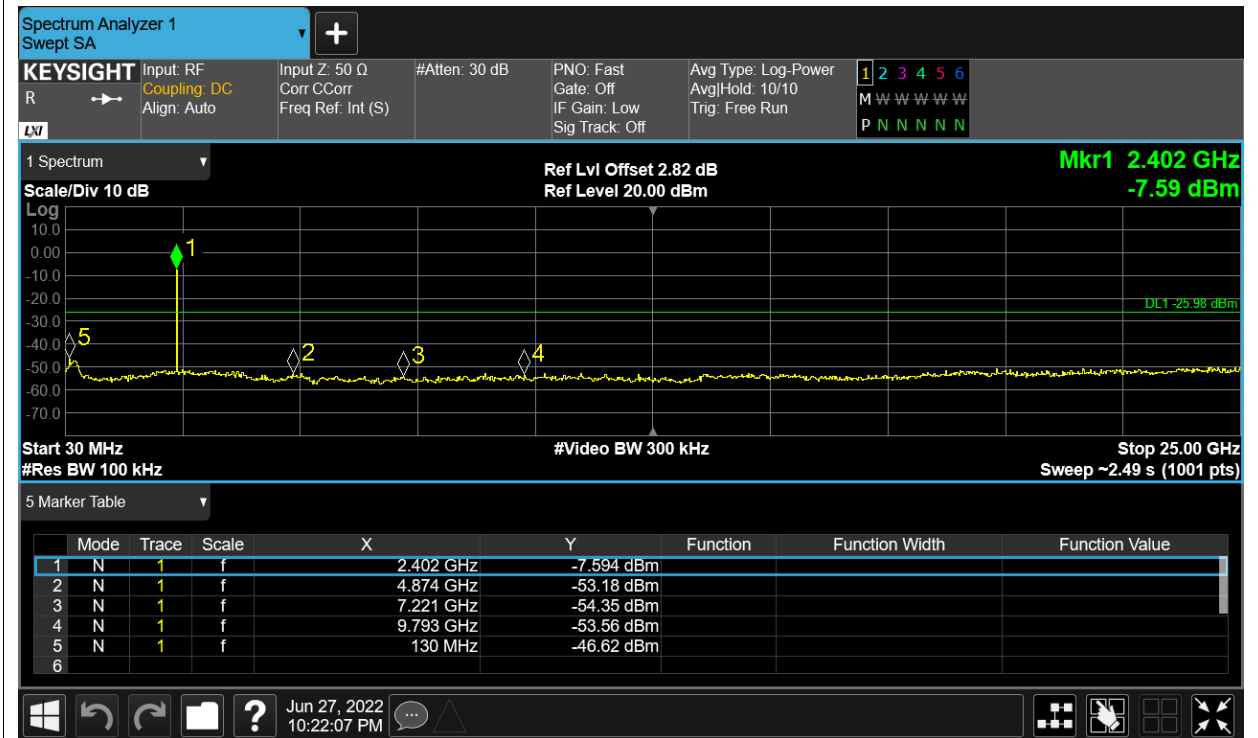 Spectrum Analyzer 1
Swept SA
+
KEYSIGHT Input: RF Input Z: 50 Ω #Atten: 30 dB PNO: Fast Avg Type: Log-Power 1 2 3 4 5 6
R Coupling: DC Corr CCorr Gate: Off Avg|Hold: 10/10 M W W W W W
Align: Auto Freq Ref: Int (S) IF Gain: Low Trig: Free Run
LXI Sig Track: Off P N N N N N
1 Spectrum
Ref Lvl Offset 2.82 dB Mkr1 2.402 GHz
Scale/Div 10 dB Ref Level 20.00 dBm -7.59 dBm
Log
10.0
0.00 1
-10.0
-20.0 DL1 -25.98 dBm
-30.0
-40.0 5
-50.0 2 3 4
-60.0
-70.0
Start 30 MHz #Video BW 300 kHz Stop 25.00 GHz
#Res BW 100 kHz Sweep ~2.49 s (1001 pts)
5 Marker Table
Mode Trace Scale X Y Function Function Width Function Value
1 N 1 f 2.402 GHz -7.594 dBm
2 N 1 f 4.874 GHz -53.18 dBm
3 N 1 f 7.221 GHz -54.35 dBm
4 N 1 f 9.793 GHz -53.56 dBm
5 N 1 f 130 MHz -46.62 dBm
6
? Jun 27, 2022
10:22:07 PM